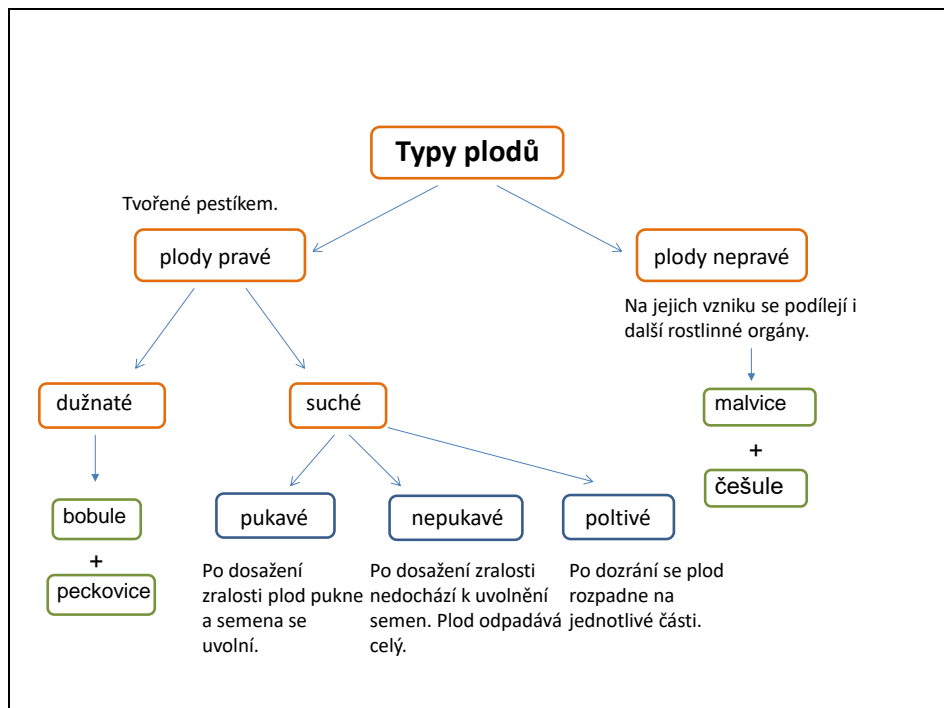 Typy plodů
Tvořené pestíkem.
plody pravé
plody nepravé
Na jejich vzniku se podílejí i
další rostlinné orgány.
dužnaté
suché
malvice
+
češule
bobule
+
peckovice
pukavé
nepukavé
poltivé
Po dosažení
zralosti plod pukne
a semena se
uvolní.
Po dosažení zralosti
nedochází k uvolnění
semen. Plod odpadává
celý.
Po dozrání se plod
rozpadne na
jednotlivé části.